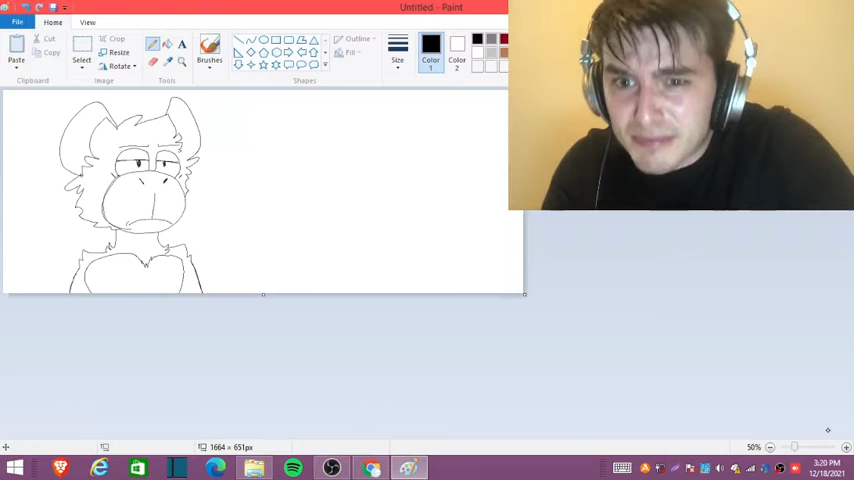 Untitled - Paint
File Home View
Paste
Cut
Copy
Clipboard
Select
Crop
Resize
Rotate
Image
Tools
Brushes
Shapes
Outline
Fill
Size
Color
1
Color
2
1664 × 651px
50%
3:20 PM
12/18/2021